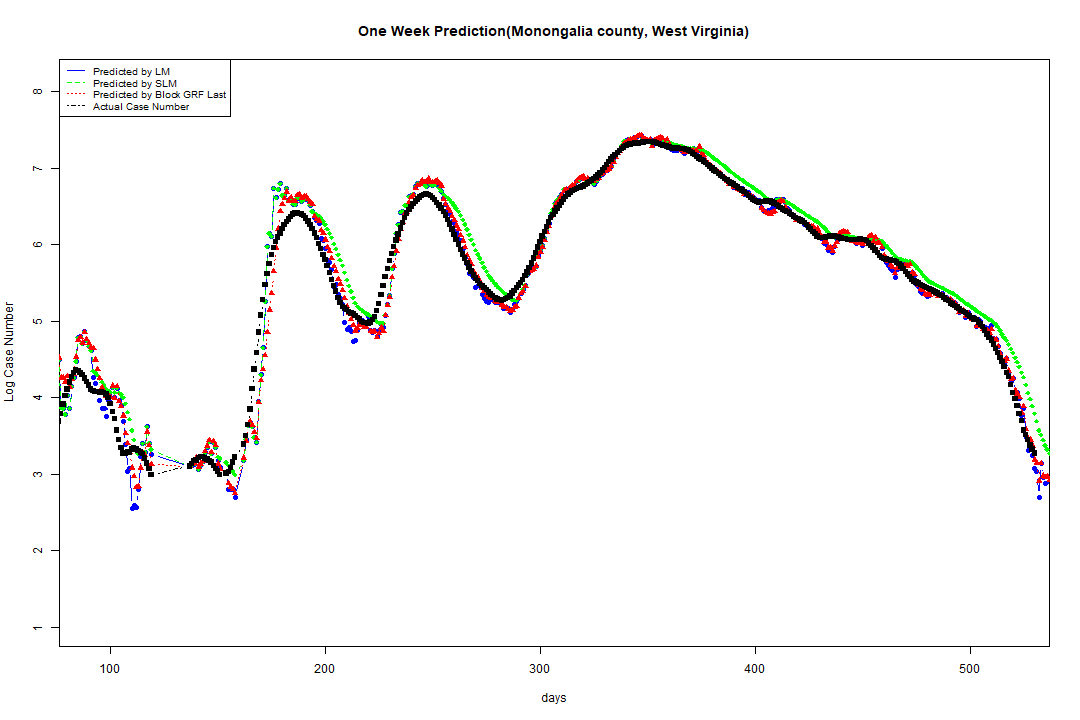 One Week Prediction(Monongalia county, West Virginia)
Predicted by LM
Predicted by SLM
Predicted by Block GRF Last
Actual Case Number
Log Case Number
8
7
6
5
4
3
2
1
100 200 300 400 500
days